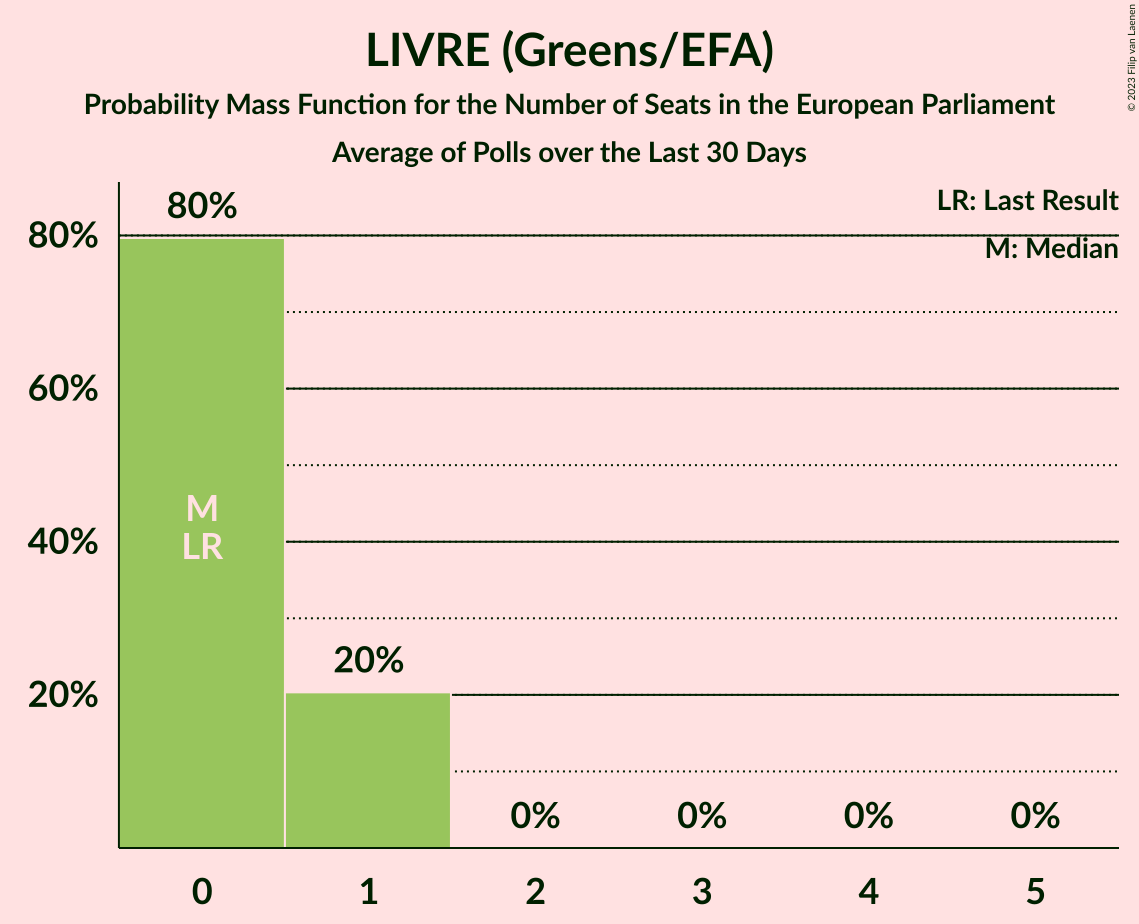 LIVRE (Greens/EFA)
Probability Mass Function for the Number of Seats in the European Parliament
Average of Polls over the Last 30 Days
© 2023 Filip van Laenen
LR: Last Result
M: Median
80%
80%
60%
40%
20%
M
LR
20%
0%
0%
0%
0%
0
1
2
3
4
5